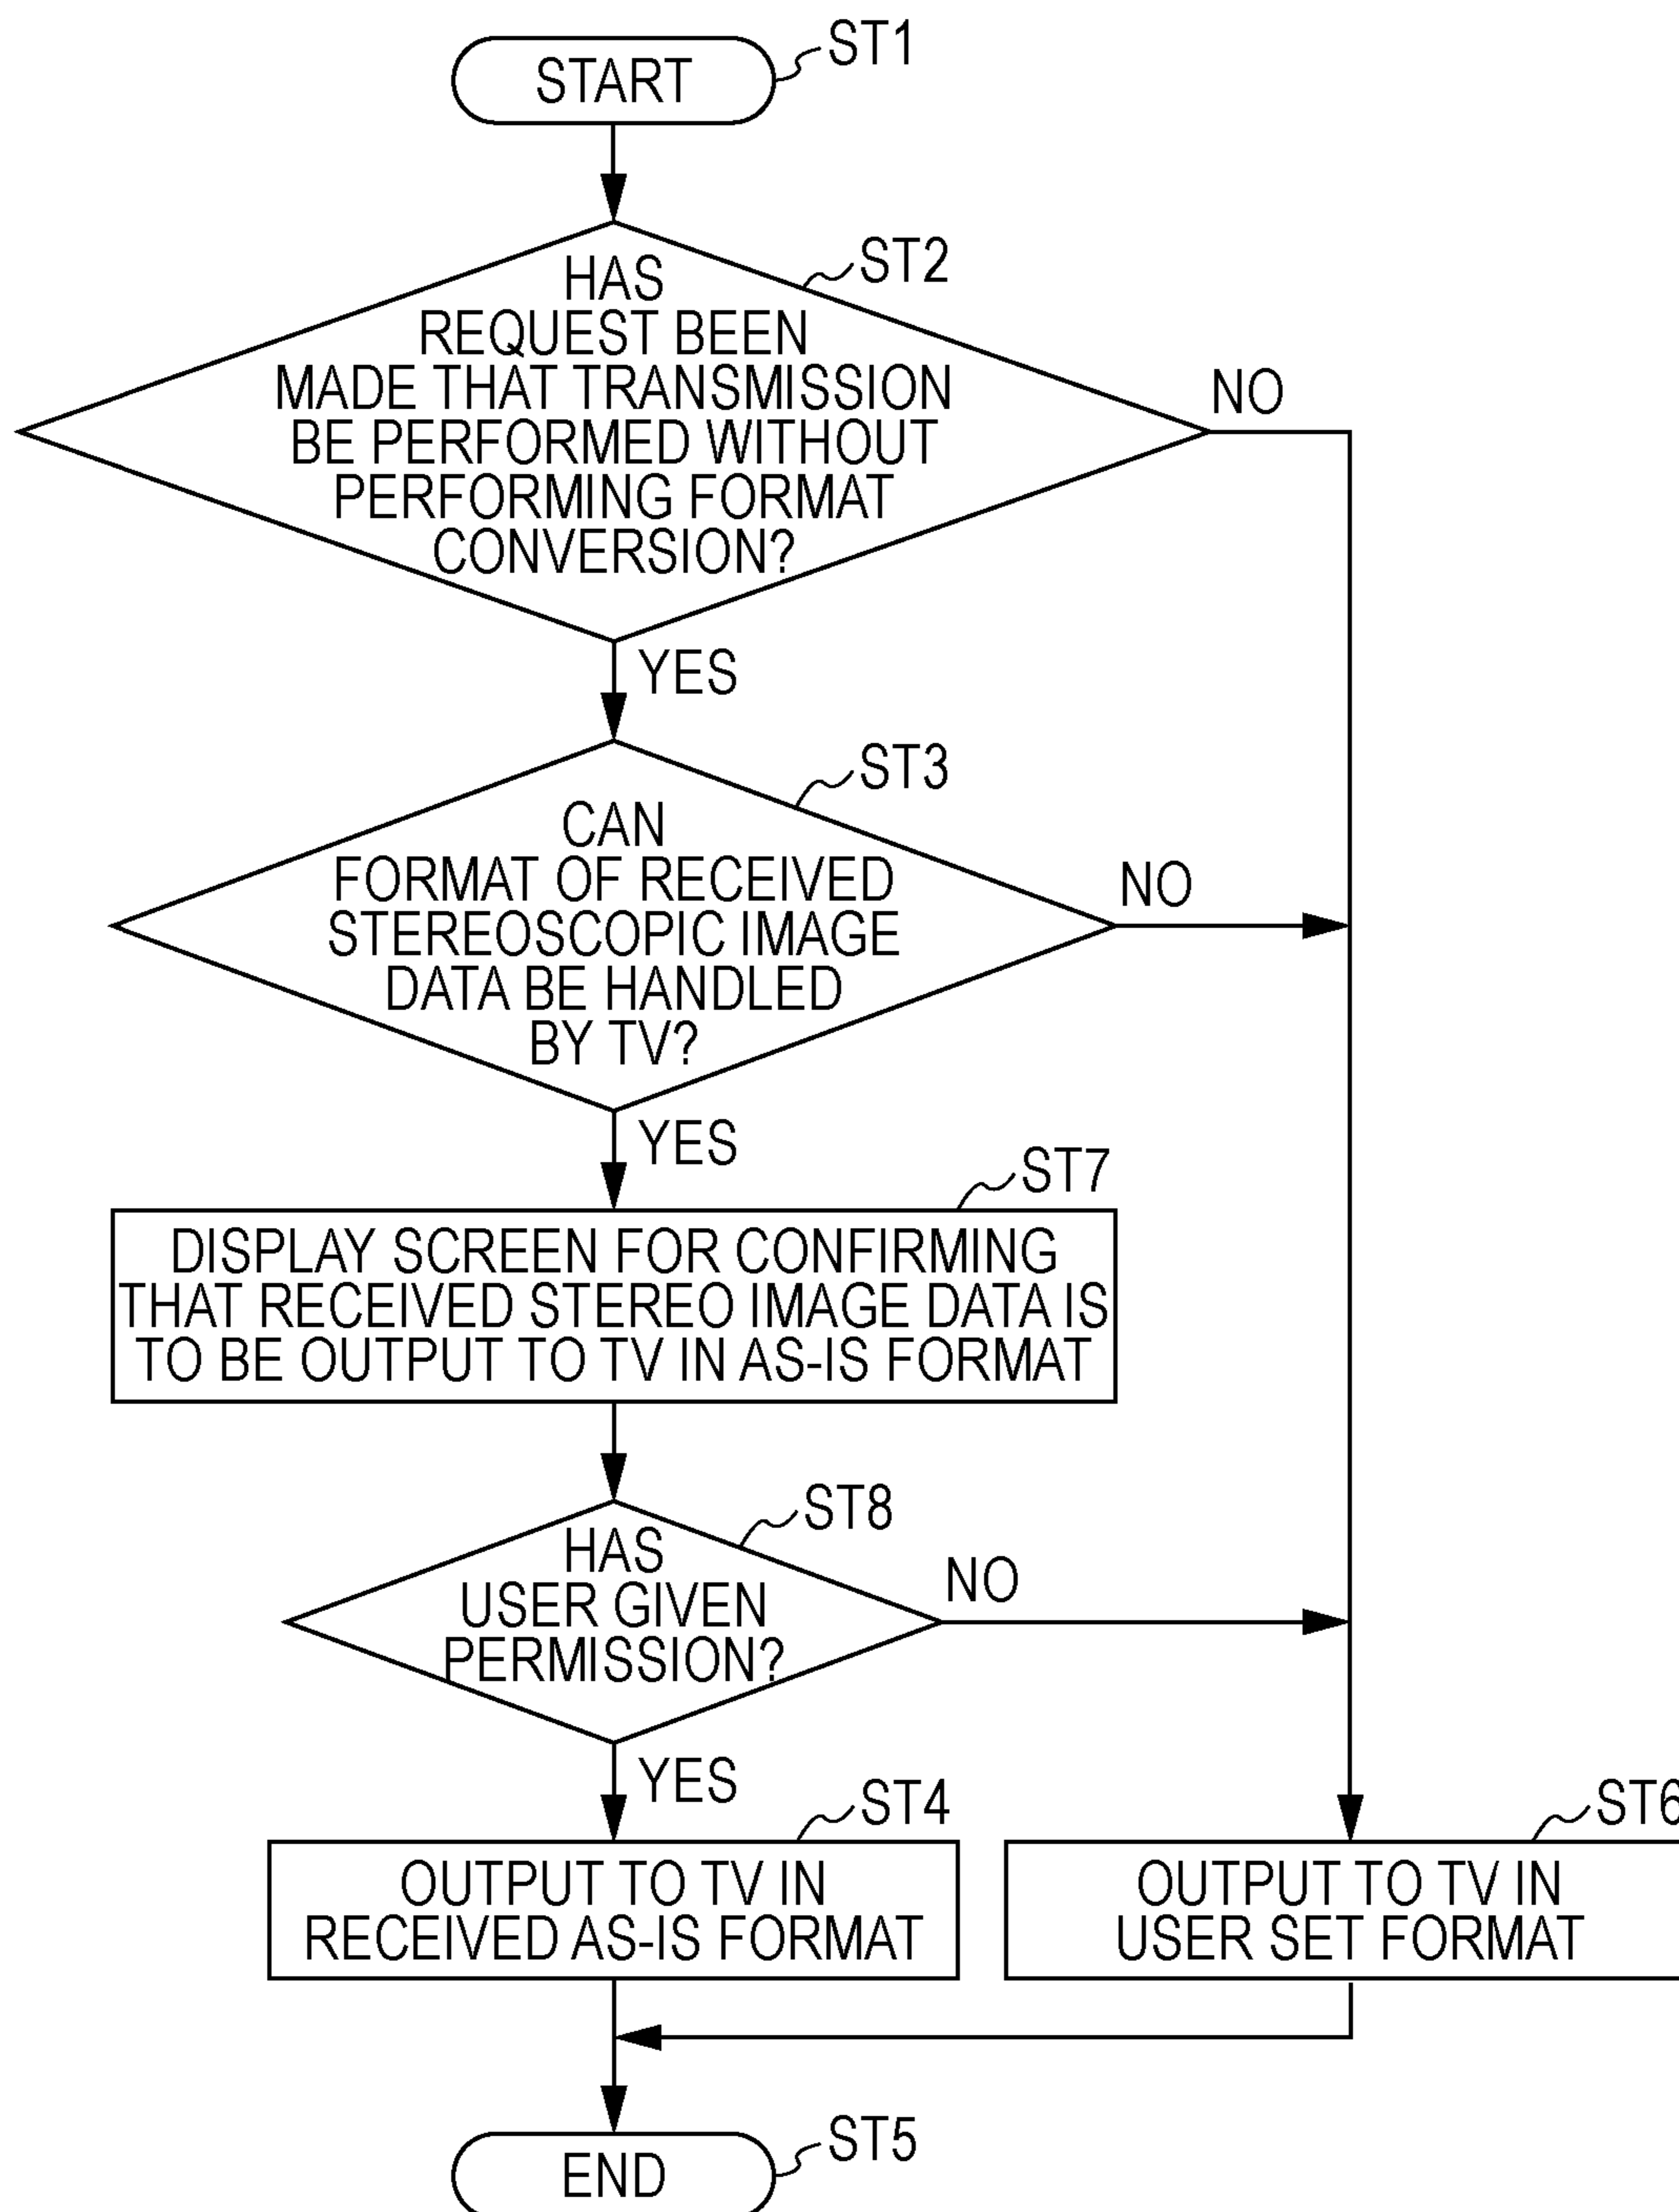 START
ST1
HAS
REQUEST BEEN
MADE THAT TRANSMISSION
BE PERFORMED WITHOUT
PERFORMING FORMAT
CONVERSION?
ST2
NO
YES
CAN
FORMAT OF RECEIVED
STEREOSCOPIC IMAGE
DATA BE HANDLED
BY TV?
ST3
NO
YES
ST7
DISPLAY SCREEN FOR CONFIRMING
THAT RECEIVED STEREO IMAGE DATA IS
TO BE OUTPUT TO TV IN AS-IS FORMAT
HAS
USER GIVEN
PERMISSION?
ST8
NO
YES
ST4
OUTPUT TO TV IN
RECEIVED AS-IS FORMAT
ST6
OUTPUT TO TV IN
USER SET FORMAT
END
ST5